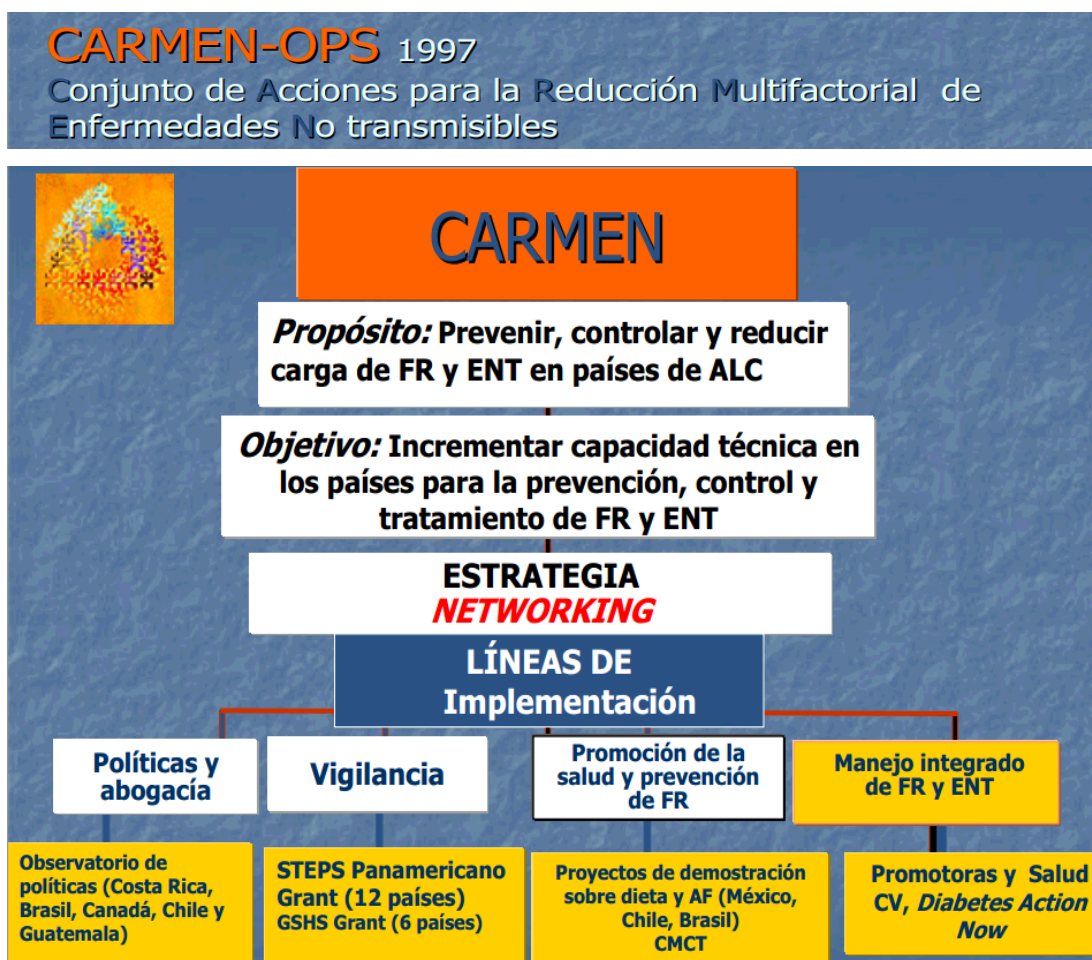 CARMEN-OPS 1997
Conjunto de Acciones para la Reducción Multifactorial de
Enfermedades No transmisibles
CARMEN
Propósito: Prevenir, controlar y reducir
carga de FR y ENT en países de ALC
Objetivo: Incrementar capacidad técnica en
los países para la prevención, control y
tratamiento de FR y ENT
ESTRATEGIA
NETWORKING
LÍNEAS DE
Implementación
Políticas y
abogacía
Vigilancia
Promoción de la
salud y prevención
de FR
Manejo integrado
de FR y ENT
Observatorio de
políticas (Costa Rica,
Brasil, Canadá, Chile y
Guatemala)
STEPS Panamericano
Grant (12 países)
GSHS Grant (6 países)
Proyectos de demostración
sobre dieta y AF (México,
Chile, Brasil)
CMCT
Promotoras y Salud
CV, Diabetes Action
Now